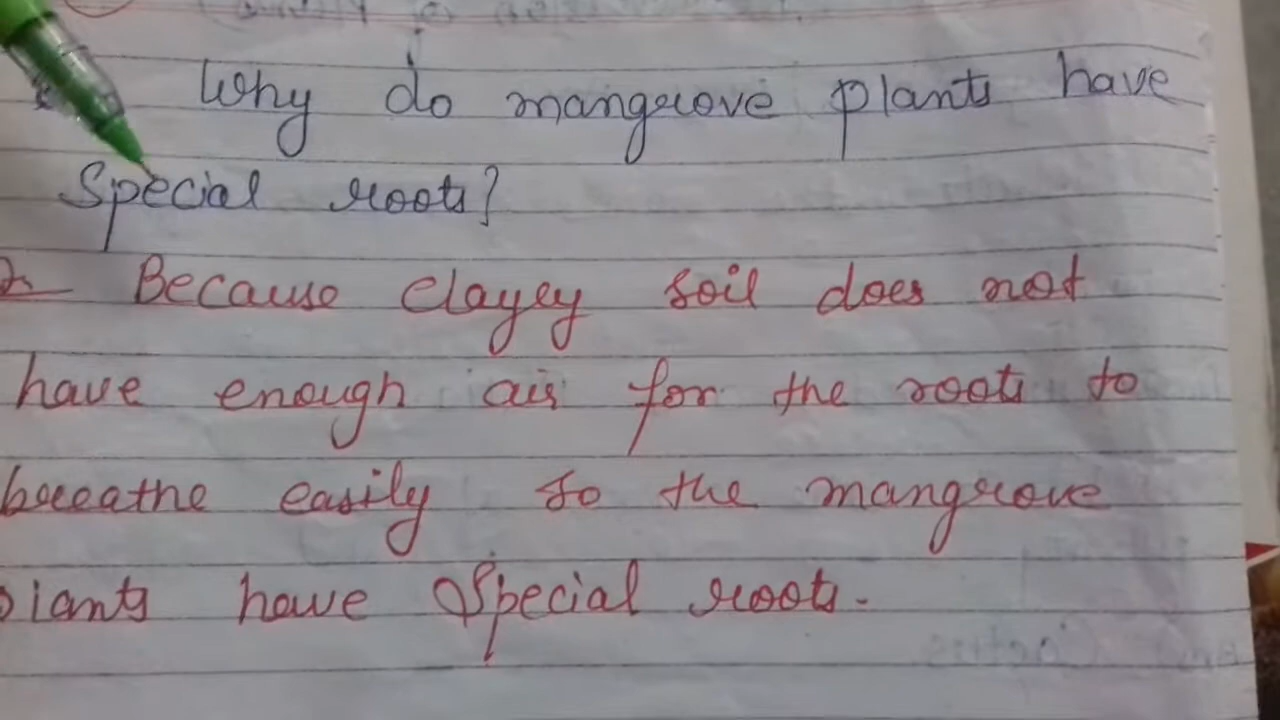 Why do mangrove plants have
Special roots?
Because clayey soil does not
have enough air for the roots to
breathe easily so the mangrove
plants have Special roots.